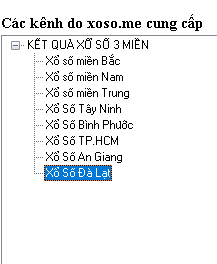 Các kênh do xoso.me cung cấp
KẾT QUẢ XỔ SỐ 3 MIỀN
Xổ số miền Bắc
Xổ số miền Nam
Xổ số miền Trung
Xổ Số Tây Ninh
Xổ Số Bình Phước
Xổ Số TP.HCM
Xổ Số An Giang
Xổ Số Đà Lạt